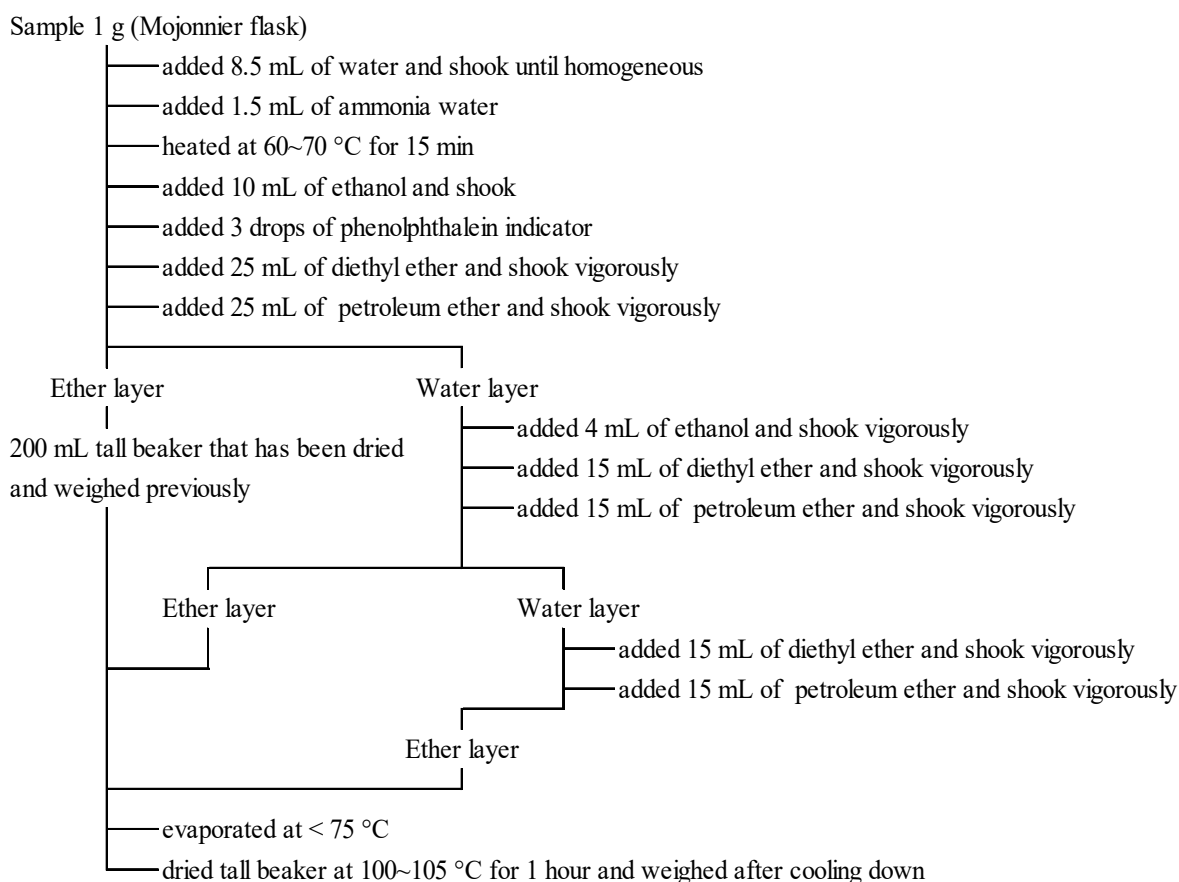 Sample 1 g (Mojonnier flask)
added 8.5 mL of water and shook until homogeneous
added 1.5 mL of ammonia water
heated at 60~70 °C for 15 min
added 10 mL of ethanol and shook
added 3 drops of phenolphthalein indicator
added 25 mL of diethyl ether and shook vigorously
added 25 mL of petroleum ether and shook vigorously
Ether layer
Water layer
200 mL tall beaker that has been dried
and weighed previously
added 4 mL of ethanol and shook vigorously
added 15 mL of diethyl ether and shook vigorously
added 15 mL of petroleum ether and shook vigorously
Ether layer
Water layer
added 15 mL of diethyl ether and shook vigorously
added 15 mL of petroleum ether and shook vigorously
Ether layer
evaporated at < 75 °C
dried tall beaker at 100~105 °C for 1 hour and weighed after cooling down